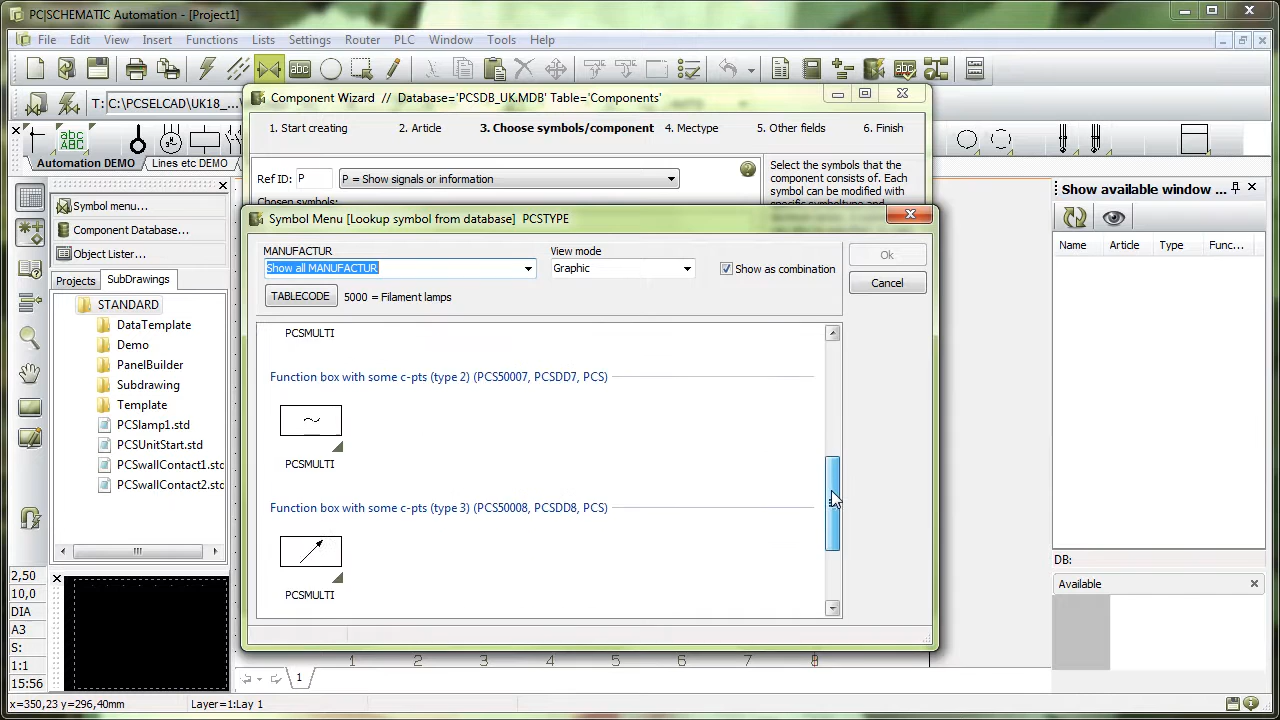 PC|SCHEMATIC Automation - [Project1]
File Edit View Insert Functions Lists Settings Router PLC Window Tools Help
T: C:\PCSELCAD\UK18_...
Automation DEMO
Lines etc DEMO
Symbol menu...
Component Database...
Object Lister...
Projects
SubDrawings
STANDARD
DataTemplate
Demo
PanelBuilder
Subdrawing
Template
PCSlamp1.std
PCSUnitStart.std
PCSwallContact1.std
PCSwallContact2.std
2,50
10,0
DIA
A3
S:
1:1
15:56
Component Wizard // Database='PCSDB_UK.MDB' Table='Components'
1. Start creating
2. Article
3. Choose symbols/component
4. Mectype
5. Other fields
6. Finish
Ref ID: P
P = Show signals or information
Chosen symbols:
Select the symbols that the
component consists of. Each
symbol can be modified with
specific symboltype and
Symbol Menu [Lookup symbol from database] PCSTYPE
MANUFACTUR
Show all MANUFACTUR
View mode
Graphic
Show as combination
Ok
Cancel
TABLECODE
5000 = Filament lamps
PCSMULTI
Function box with some c-pts (type 2) (PCS50007, PCSDD7, PCS)
PCSMULTI
Function box with some c-pts (type 3) (PCS50008, PCSDD8, PCS)
PCSMULTI
Show available window ...
Name Article Type Func...
DB:
Available
1 2 3 4 5 6 7 8
1
x=350,23 y=296,40mm
Layer=1:Lay 1